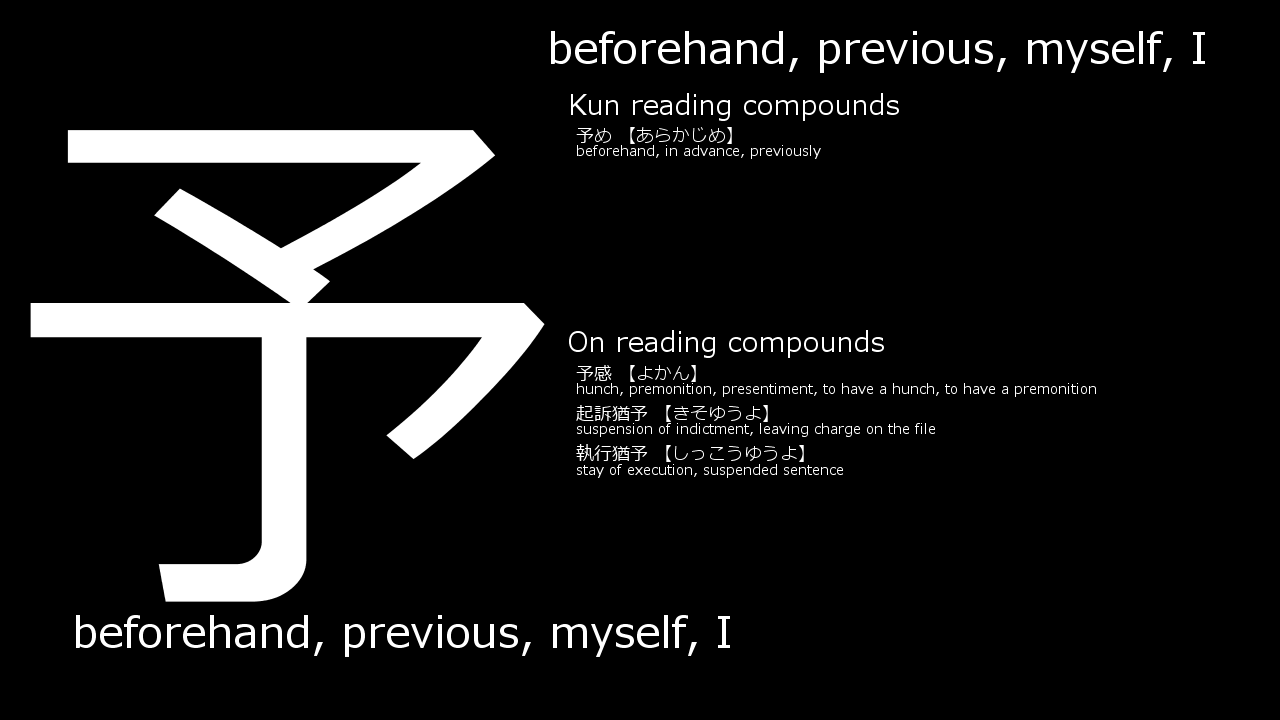 予
beforehand, previous, myself, I
Kun reading compounds
予め 【あらかじめ】
beforehand, in advance, previously
On reading compounds
予感 【よかん】
hunch, premonition, presentiment, to have a hunch, to have a premonition
起訴猶予 【きそゆうよ】
suspension of indictment, leaving charge on the file
執行猶予 【しっこうゆうよ】
stay of execution, suspended sentence
beforehand, previous, myself, I